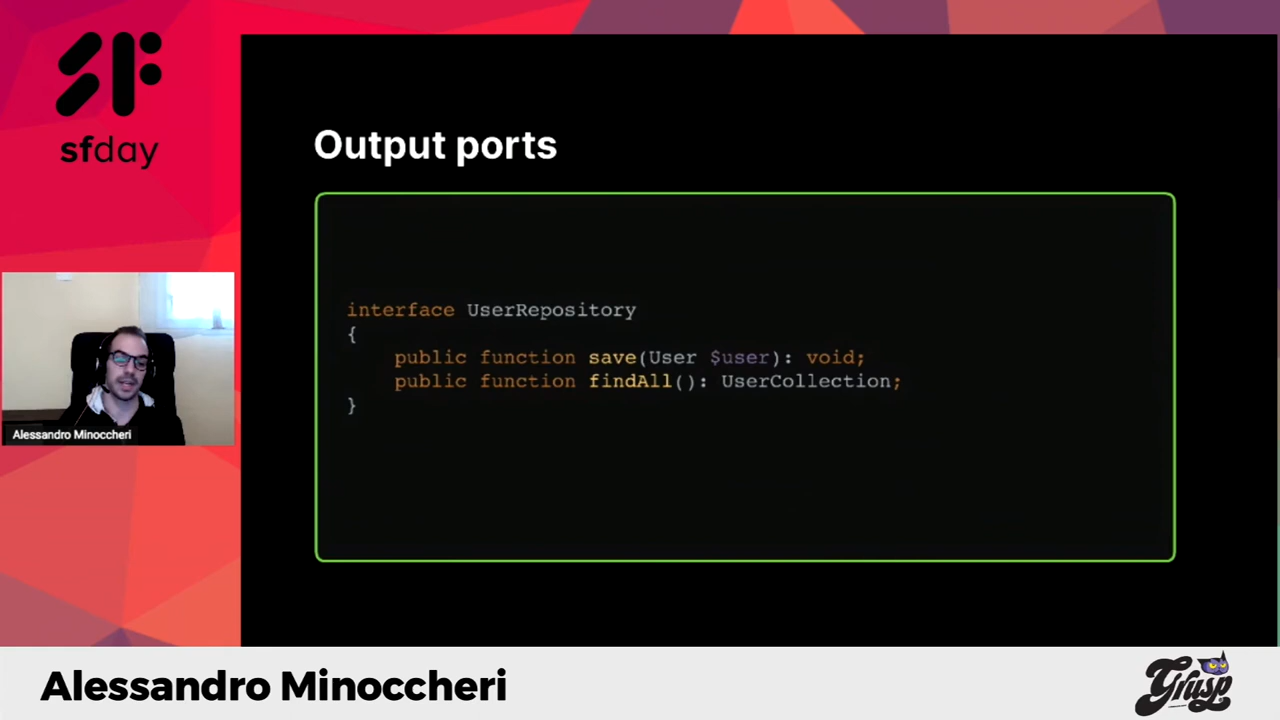 sfday
Output ports
interface UserRepository
{
    public function save(User $user): void;
    public function findAll(): UserCollection;
}
Alessandro Minoccheri
Alessandro Minoccheri
Grusp